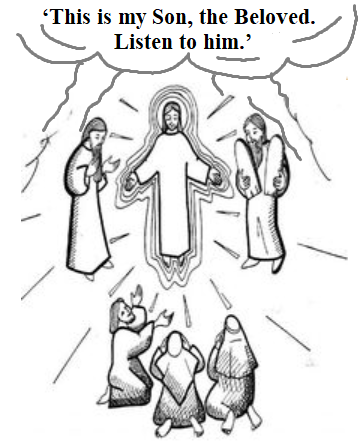 ‘This is my Son, the Beloved.
Listen to him.’